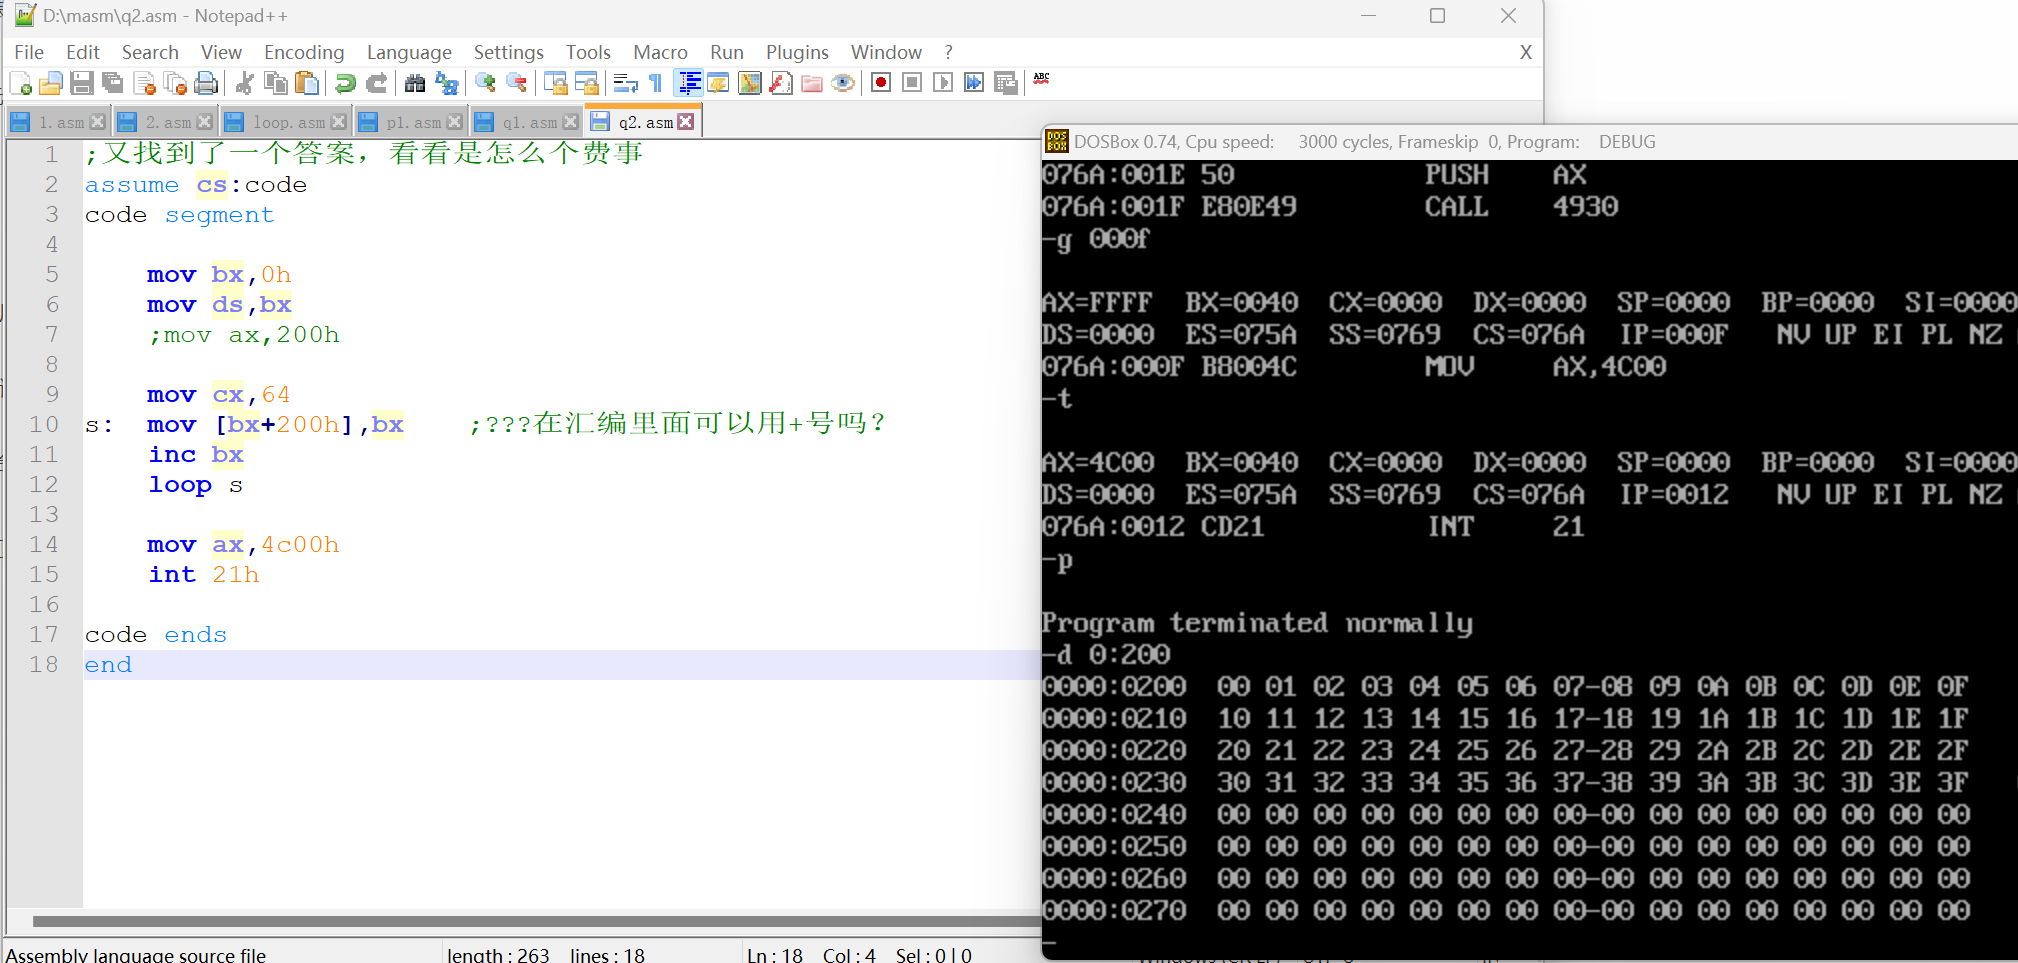 D:\masm\q2.asm - Notepad++
File Edit Search View Encoding Language Settings Tools Macro Run Plugins Window ? X
ABC
1.asm 2.asm loop.asm p1.asm q1.asm q2.asm
1 ;又找到了一个答案，看看是怎么个费事
2 assume cs:code
3 code segment
4
5 mov bx,0h
6 mov ds,bx
7 ;mov ax,200h
8
9 mov cx,64
10 s: mov [bx+200h],bx ;???在汇编里面可以用+号吗？
11 inc bx
12 loop s
13
14 mov ax,4c00h
15 int 21h
16
17 code ends
18 end
Assembly language source file length : 263 lines : 18 Ln : 18 Col : 4 Sel : 0 | 0
DOS BOX DOSBox 0.74, Cpu speed: 3000 cycles, Frameskip 0, Program: DEBUG
076A:001E 50 PUSH AX
076A:001F E80E49 CALL 4930
-g 000f
AX=FFFF BX=0040 CX=0000 DX=0000 SP=0000 BP=0000 SI=0000
DS=0000 ES=075A SS=0769 CS=076A IP=000F NV UP EI PL NZ
076A:000F B8004C MOV AX,4C00
-t
AX=4C00 BX=0040 CX=0000 DX=0000 SP=0000 BP=0000 SI=0000
DS=0000 ES=075A SS=0769 CS=076A IP=0012 NV UP EI PL NZ
076A:0012 CD21 INT 21
-p
Program terminated normally
-d 0:200
0000:0200 00 01 02 03 04 05 06 07-08 09 0A 0B 0C 0D 0E 0F
0000:0210 10 11 12 13 14 15 16 17-18 19 1A 1B 1C 1D 1E 1F
0000:0220 20 21 22 23 24 25 26 27-28 29 2A 2B 2C 2D 2E 2F
0000:0230 30 31 32 33 34 35 36 37-38 39 3A 3B 3C 3D 3E 3F
0000:0240 00 00 00 00 00 00 00 00-00 00 00 00 00 00 00 00
0000:0250 00 00 00 00 00 00 00 00-00 00 00 00 00 00 00 00
0000:0260 00 00 00 00 00 00 00 00-00 00 00 00 00 00 00 00
0000:0270 00 00 00 00 00 00 00 00-00 00 00 00 00 00 00 00
-